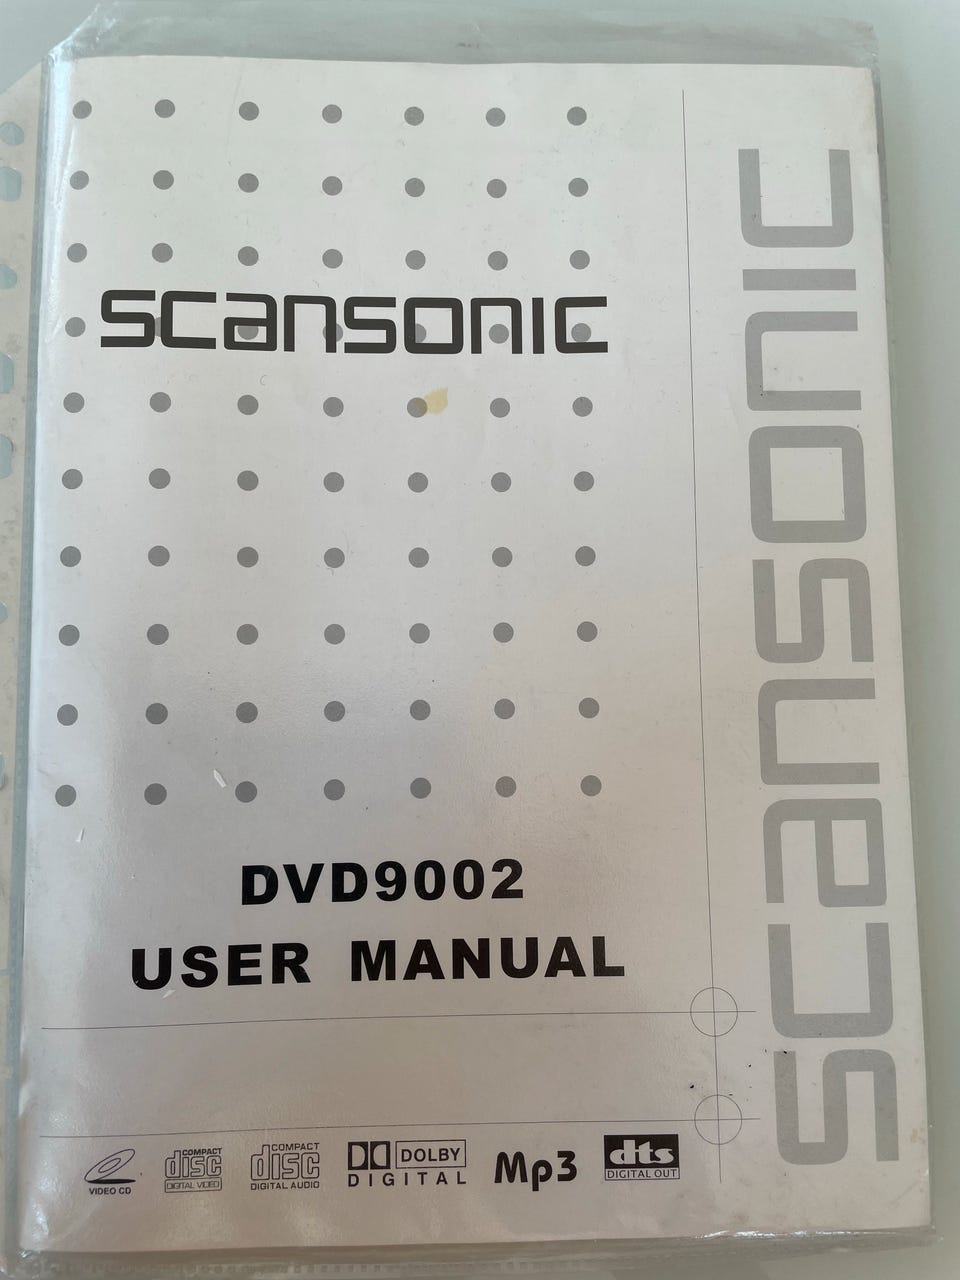 scansonic
scansonic
DVD9002
USER MANUAL
VIDEO CD
COMPACT
disc
DIGITAL VIDEO
COMPACT
disc
DIGITAL AUDIO
DOLBY
DIGITAL
Mp3
dts
DIGITAL OUT